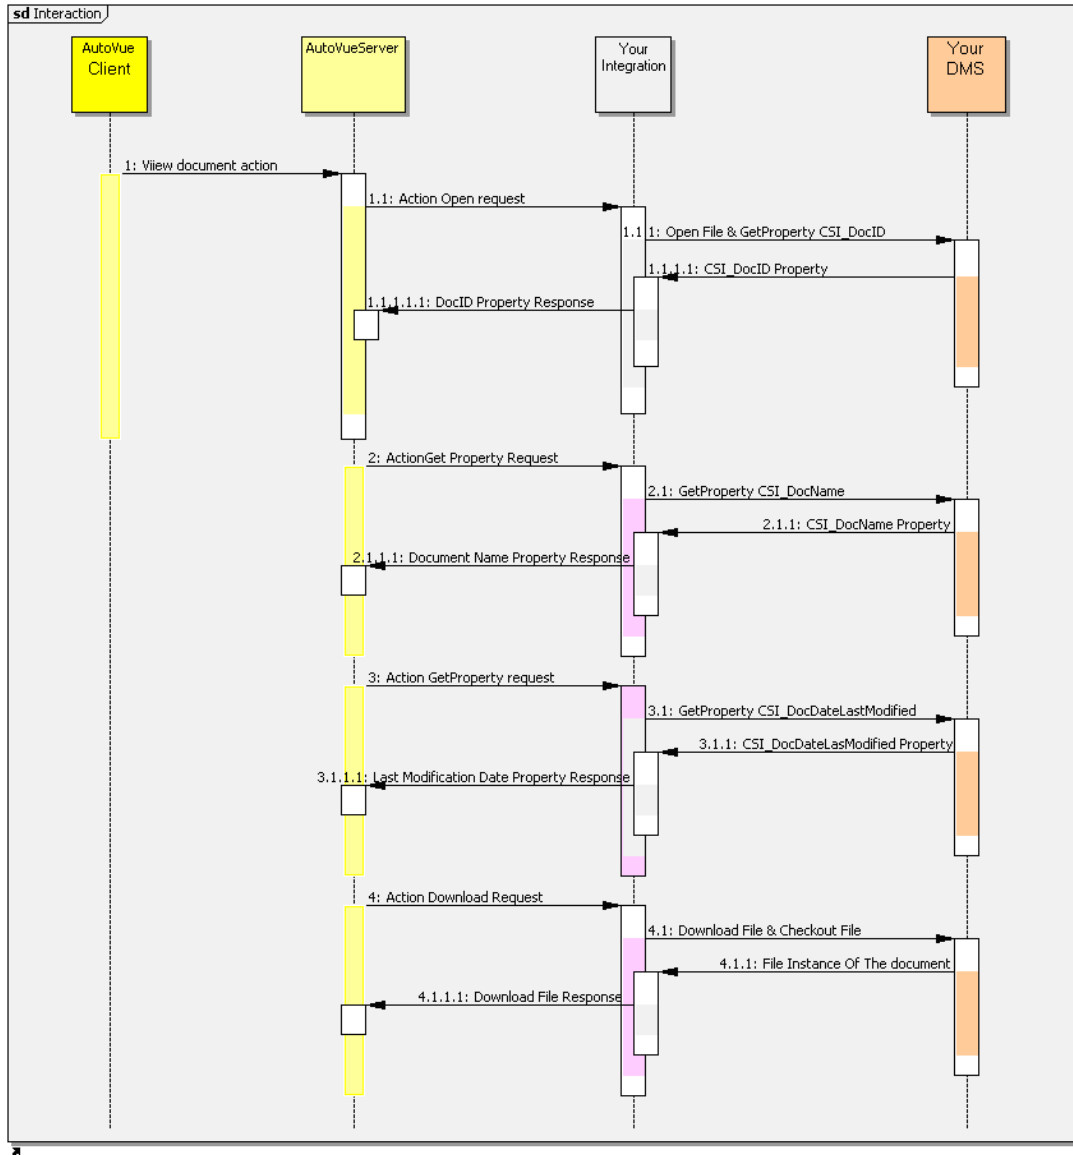 sd Interaction
AutoVue
Client
AutoVueServer
Your
Integration
Your
DMS
1: Viiew document action
1.1: Action Open request
1.1.1: Open File & GetProperty CSI_DocID
1.1.1.1: CSI_DocID Property
1.1.1.1.1: DocID Property Response
2: ActionGet Property Request
2.1: GetProperty CSI_DocName
2.1.1: CSI_DocName Property
2.1.1.1: Document Name Property Response
3: Action GetProperty request
3.1: GetProperty CSI_DocDateLastModified
3.1.1: CSI_DocDateLasModified Property
3.1.1.1: Last Modification Date Property Response
4: Action Download Request
4.1: Download File & Checkout File
4.1.1: File Instance Of The document
4.1.1.1: Download File Response